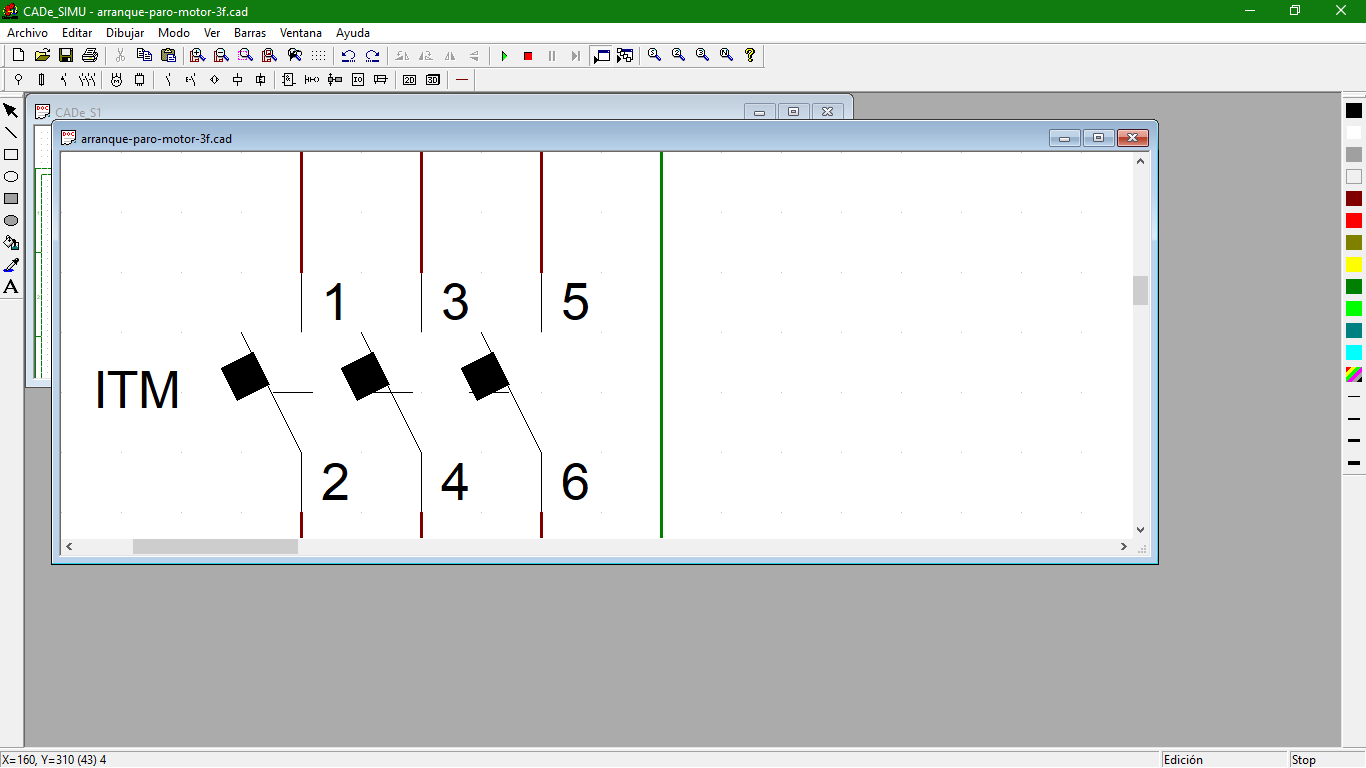 CADe_SIMU - arranque-paro-motor-3f.cad
Archivo Editar Dibujar Modo Ver Barras Ventana Ayuda
CADe_S1
arranque-paro-motor-3f.cad
1 3 5
ITM
2 4 6
X=160, Y=310 (43) 4 Edición Stop